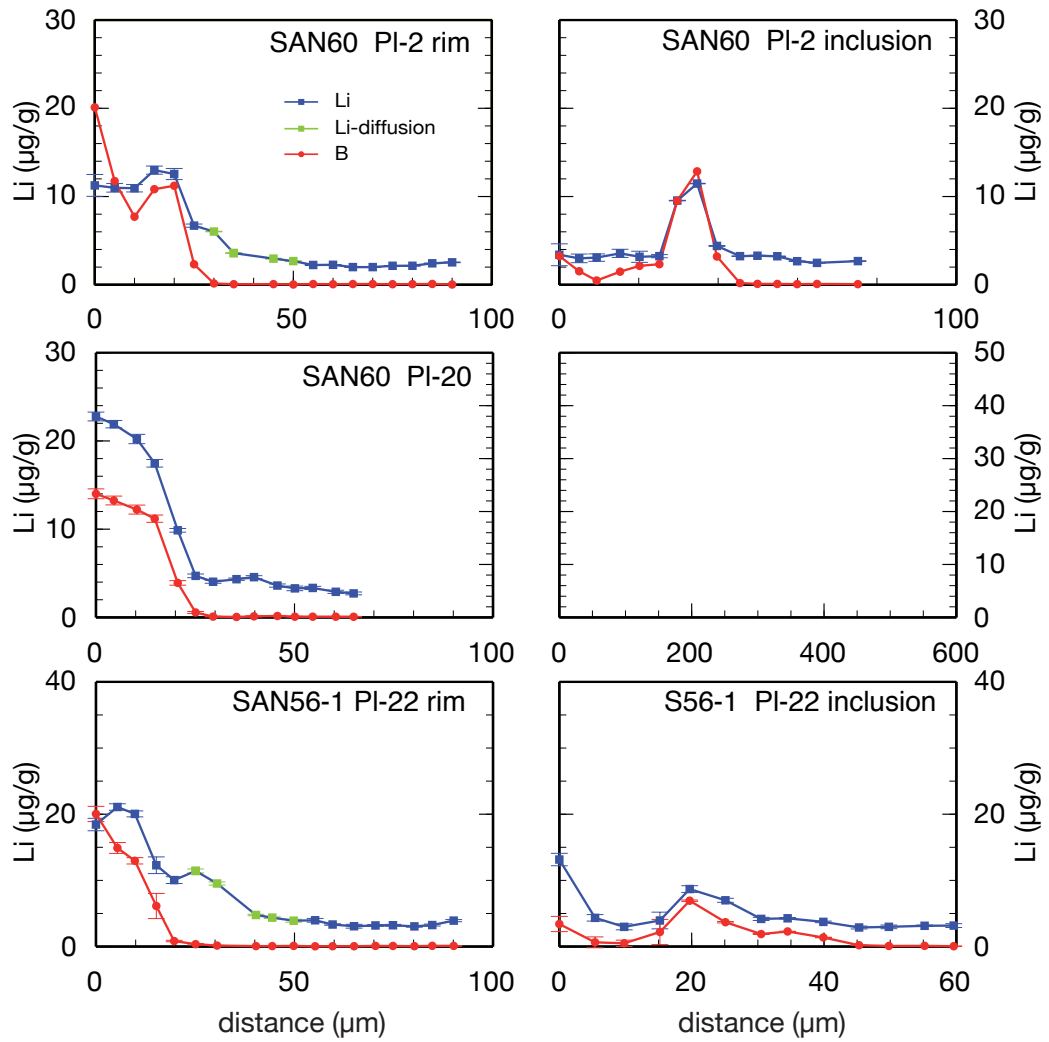 30
SAN60 Pl-2 rim
20
10
0
Li (µg/g)
Li
Li-diffusion
B
0 50 100
SAN60 Pl-2 inclusion
30
20
10
0
Li (µg/g)
0 100
30
SAN60 Pl-20
20
10
0
Li (µg/g)
0 50 100
50
40
30
20
10
0
Li (µg/g)
0 200 400 600
40
SAN56-1 Pl-22 rim
20
0
Li (µg/g)
0 50 100
distance (µm)
S56-1 Pl-22 inclusion
40
20
0
Li (µg/g)
0 20 40 60
distance (µm)